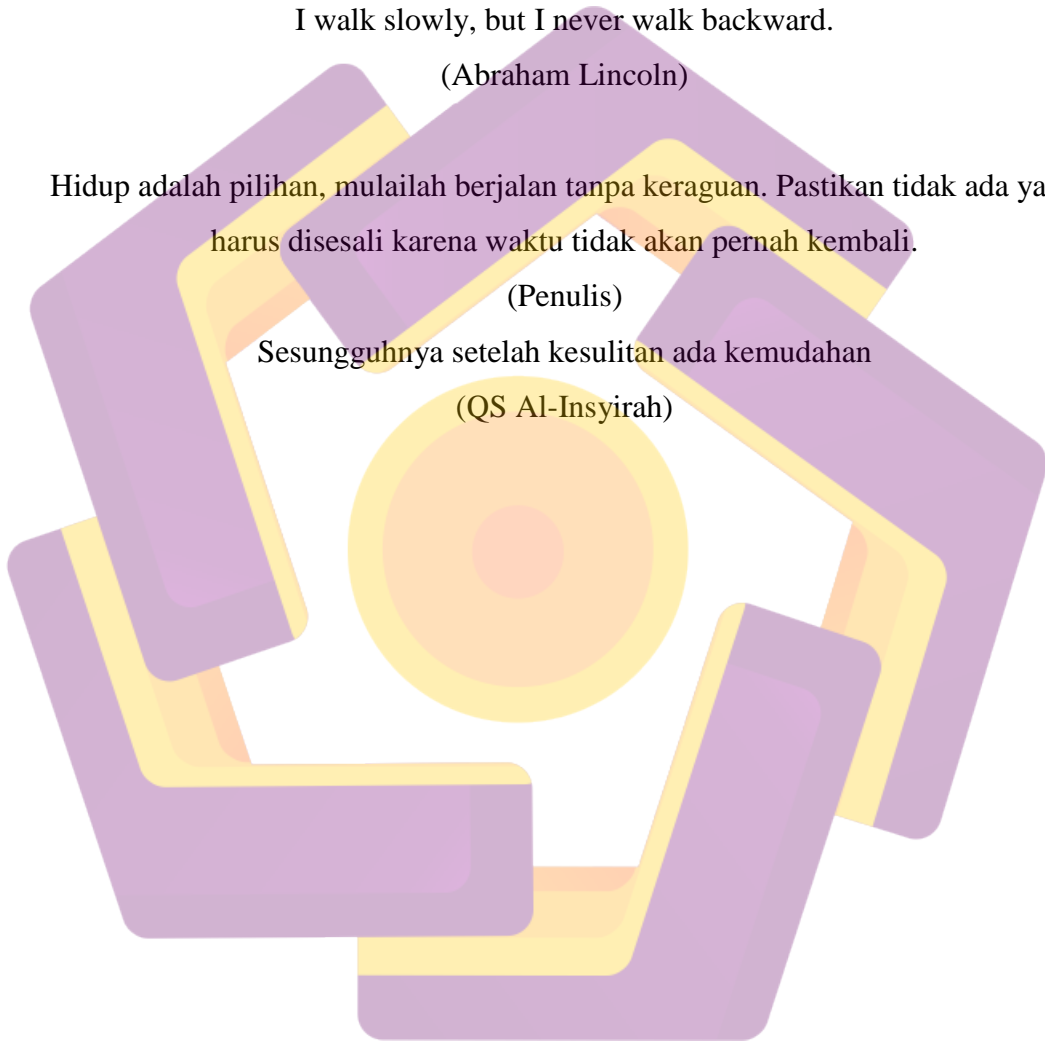 I walk slowly, but I never walk backward.
(Abraham Lincoln)
Hidup adalah pilihan, mulailah berjalan tanpa keraguan. Pastikan tidak ada ya
harus disesali karena waktu tidak akan pernah kembali.
(Penulis)
Sesungguhnya setelah kesulitan ada kemudahan
(QS Al-Insyirah)